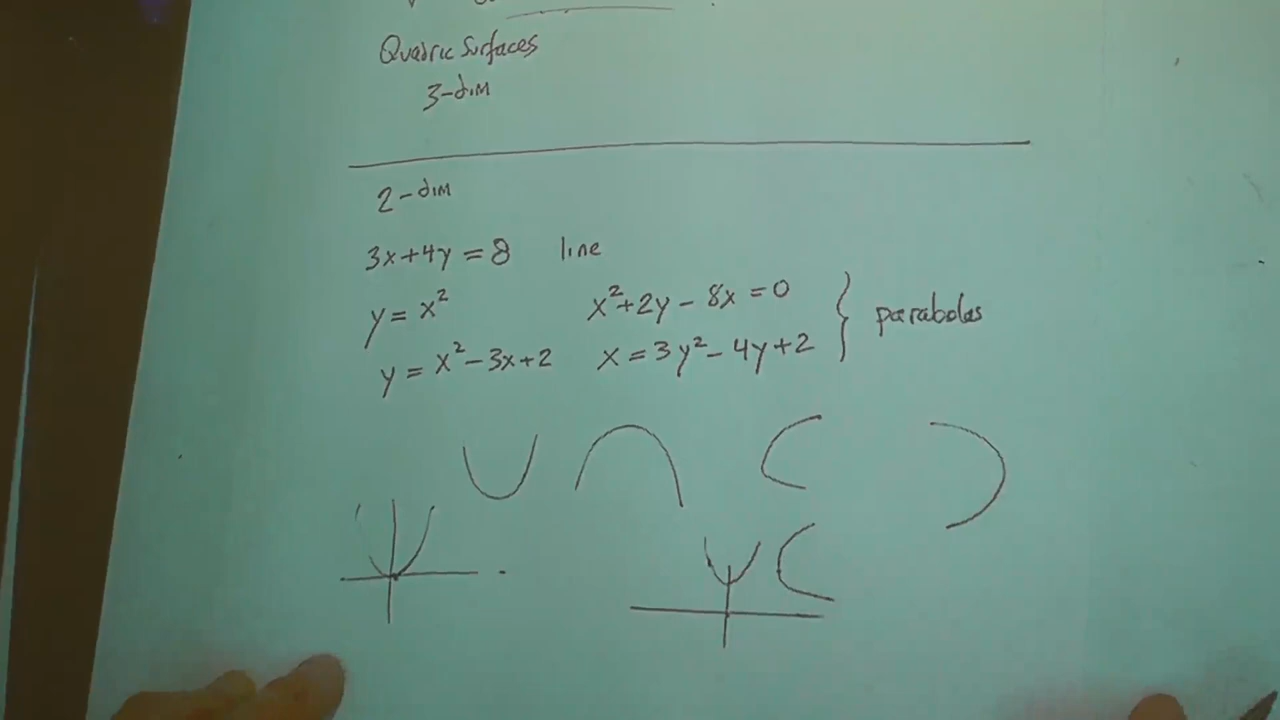 Quadric Surfaces
3-dim
2-dim
3x+4y=8 line
y=x² x²+2y-8x=0
y=x²-3x+2 x=3y²-4y+2 } parabolas